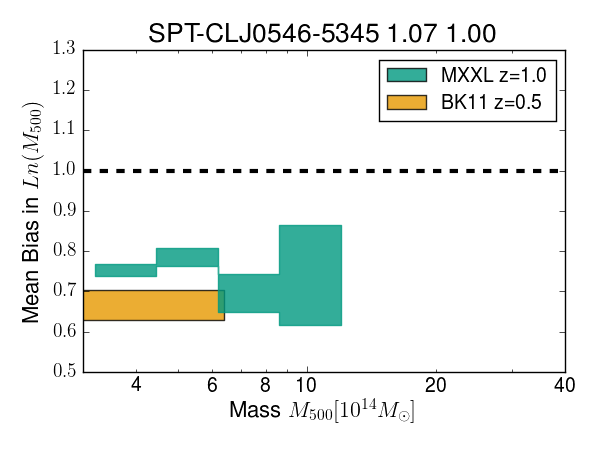 SPT-CLJ0546-5345 1.07 1.00
MXXL z=1.0
BK11 z=0.5
Mean Bias in Ln(M₅₀₀)
1.3
1.2
1.1
1.0
0.9
0.8
0.7
0.6
0.5
4 6 8 10 20 40
Mass M₅₀₀[10¹⁴M☉]